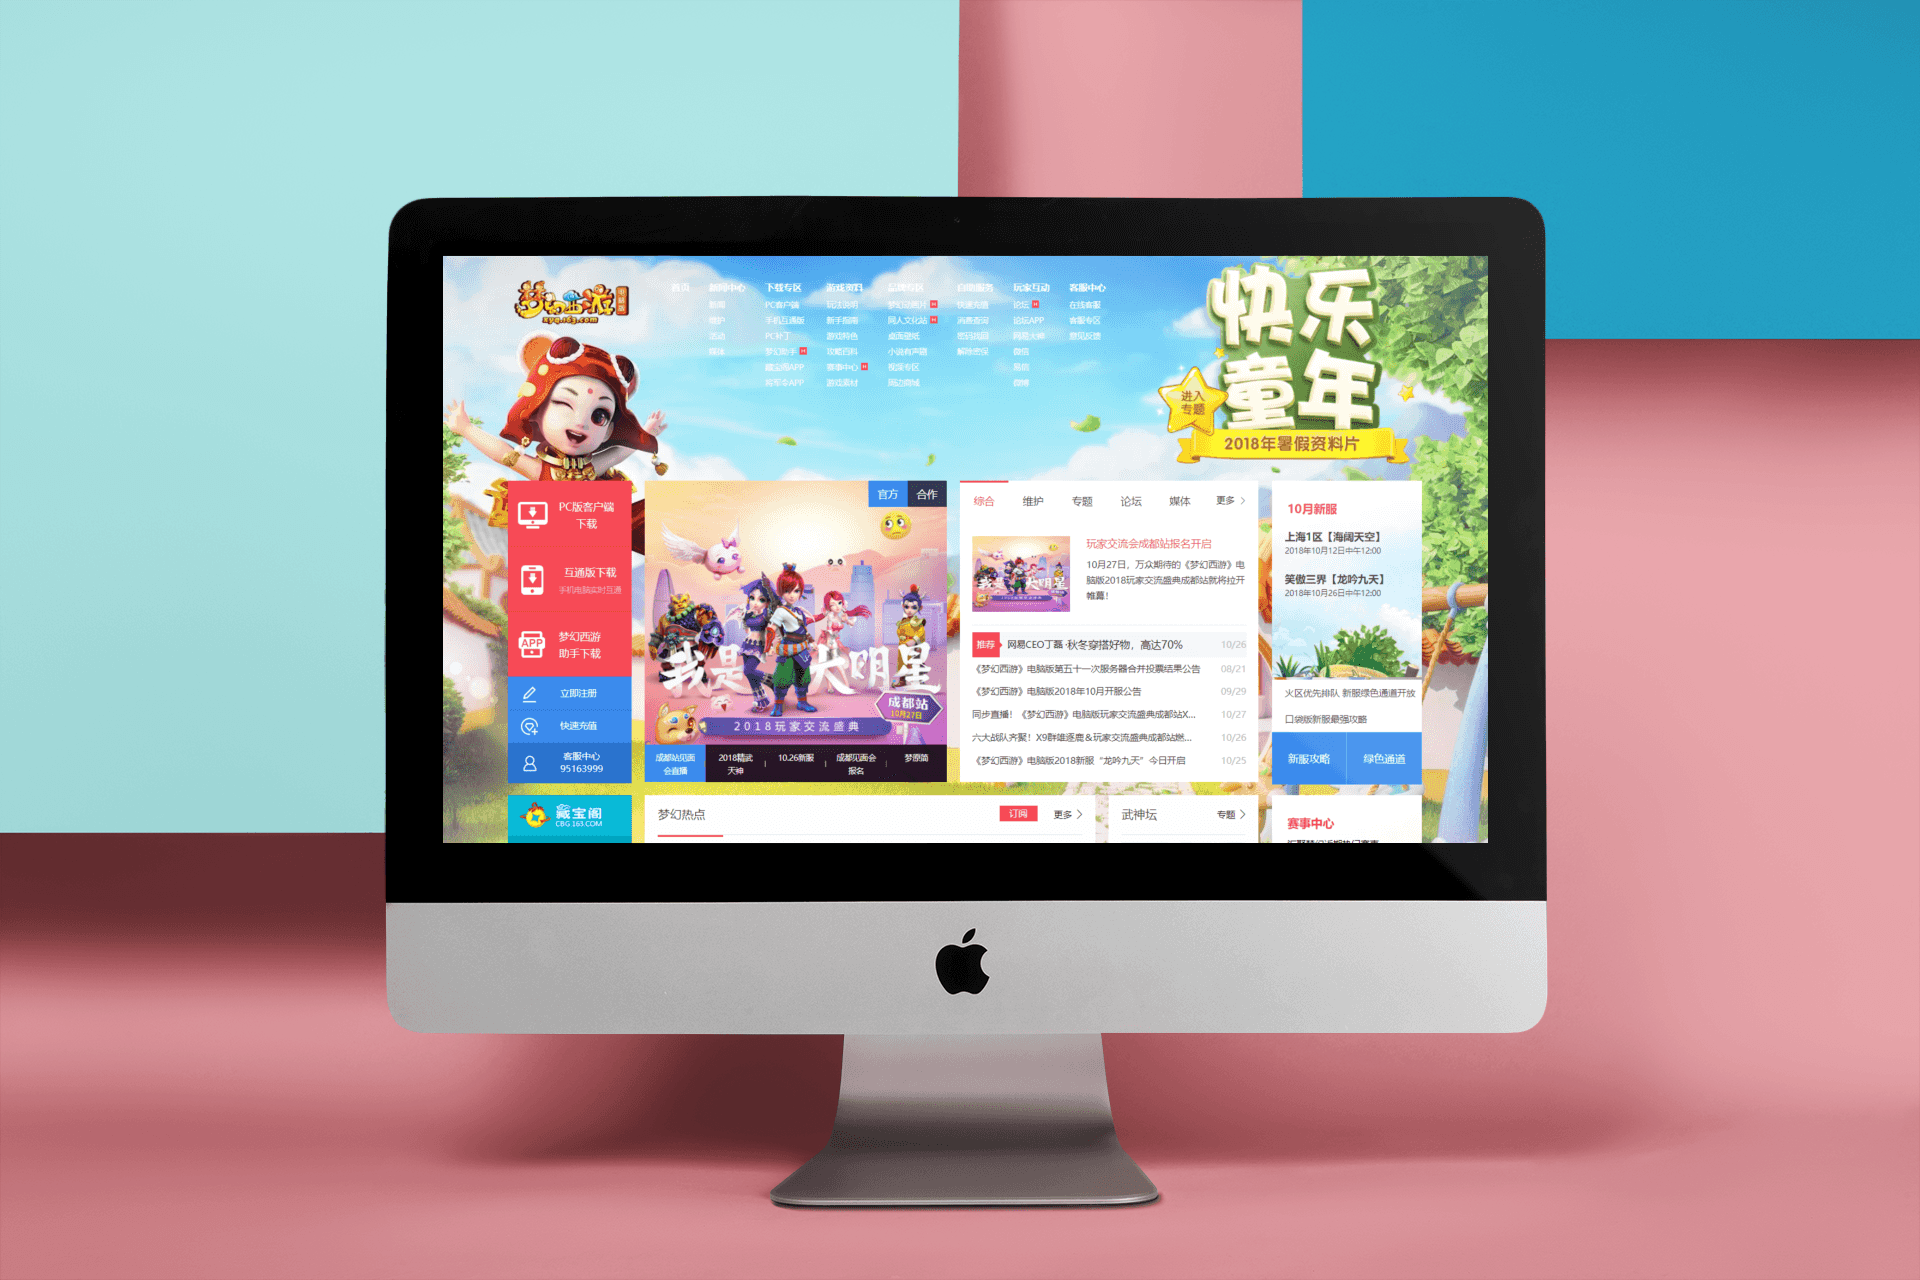 梦幻西游
电脑版
xyq.163.com
首页
新闻中心
下载专区
游戏资料
品牌专区
自助服务
玩家互动
客服中心
新闻
PC客户端
玩法说明
快速充值
论坛
在线客服
维护
手机互通版
新手指南
网人文化站
消费查询
论坛APP
客服专区
活动
PC补丁
游戏特色
桌面壁纸
密码找回
网易大神
意见反馈
媒体
梦幻助手
攻略百科
小说有声剧
解除密保
微信
藏宝阁APP
赛事中心
视频专区
易信
将军令APP
游戏素材
周边商城
微博
快乐
童年
进入
专题
2018年暑假资料片
PC版客户端
下载
互通版下载
手机电脑实时互通
APP
梦幻西游
助手下载
立即注册
快速充值
客服中心
95163999
藏宝阁
CBG.163.COM
官方
合作
我是大明星
成都站
10月27日
2018玩家交流盛典
成都站见面
会直播
2018精武
天神
10.26新服
成都见面会
报名
梦原簡
综合
维护
专题
论坛
媒体
更多
我是大明星
玩家交流会成都站报名开启
10月27日，万众期待的《梦幻西游》电
脑版2018玩家交流盛典成都站就将拉开
帷幕！
推荐
网易CEO丁磊·秋冬穿搭好物，高达70%
10/26
《梦幻西游》电脑版第五十一次服务器合并投票结果公告
08/21
《梦幻西游》电脑版2018年10月开服公告
09/29
同步直播！《梦幻西游》电脑版玩家交流盛典成都站X...
10/27
六大战队齐聚！X9群雄逐鹿＆玩家交流盛典成都站燃...
10/26
《梦幻西游》电脑版2018新服“龙吟九天”今日开启
10/25
10月新服
上海1区【海阔天空】
2018年10月12日中午12:00
笑傲三界【龙吟九天】
2018年10月26日中午12:00
火区优先排队 新服绿色通道开放
口袋版新服最强攻略
新服攻略
绿色通道
梦幻热点
订阅
更多
武神坛
专题
赛事中心